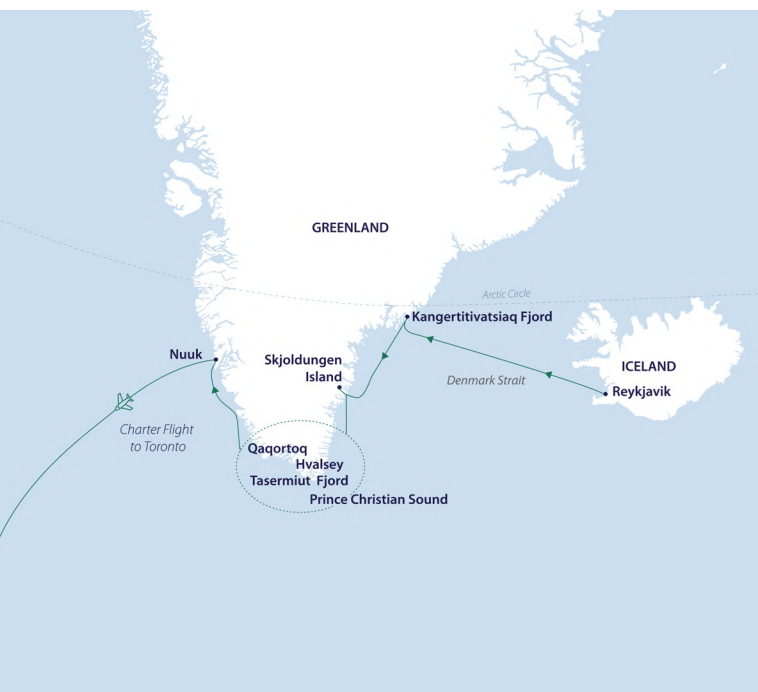 GREENLAND
Arctic Circle
Kangertitivatsiaq Fjord
Nuuk
Skjoldungen
Island
ICELAND
Denmark Strait
Reykjavik
Charter Flight
to Toronto
Qaqortoq
Hvalsey
Tasermiut Fjord
Prince Christian Sound